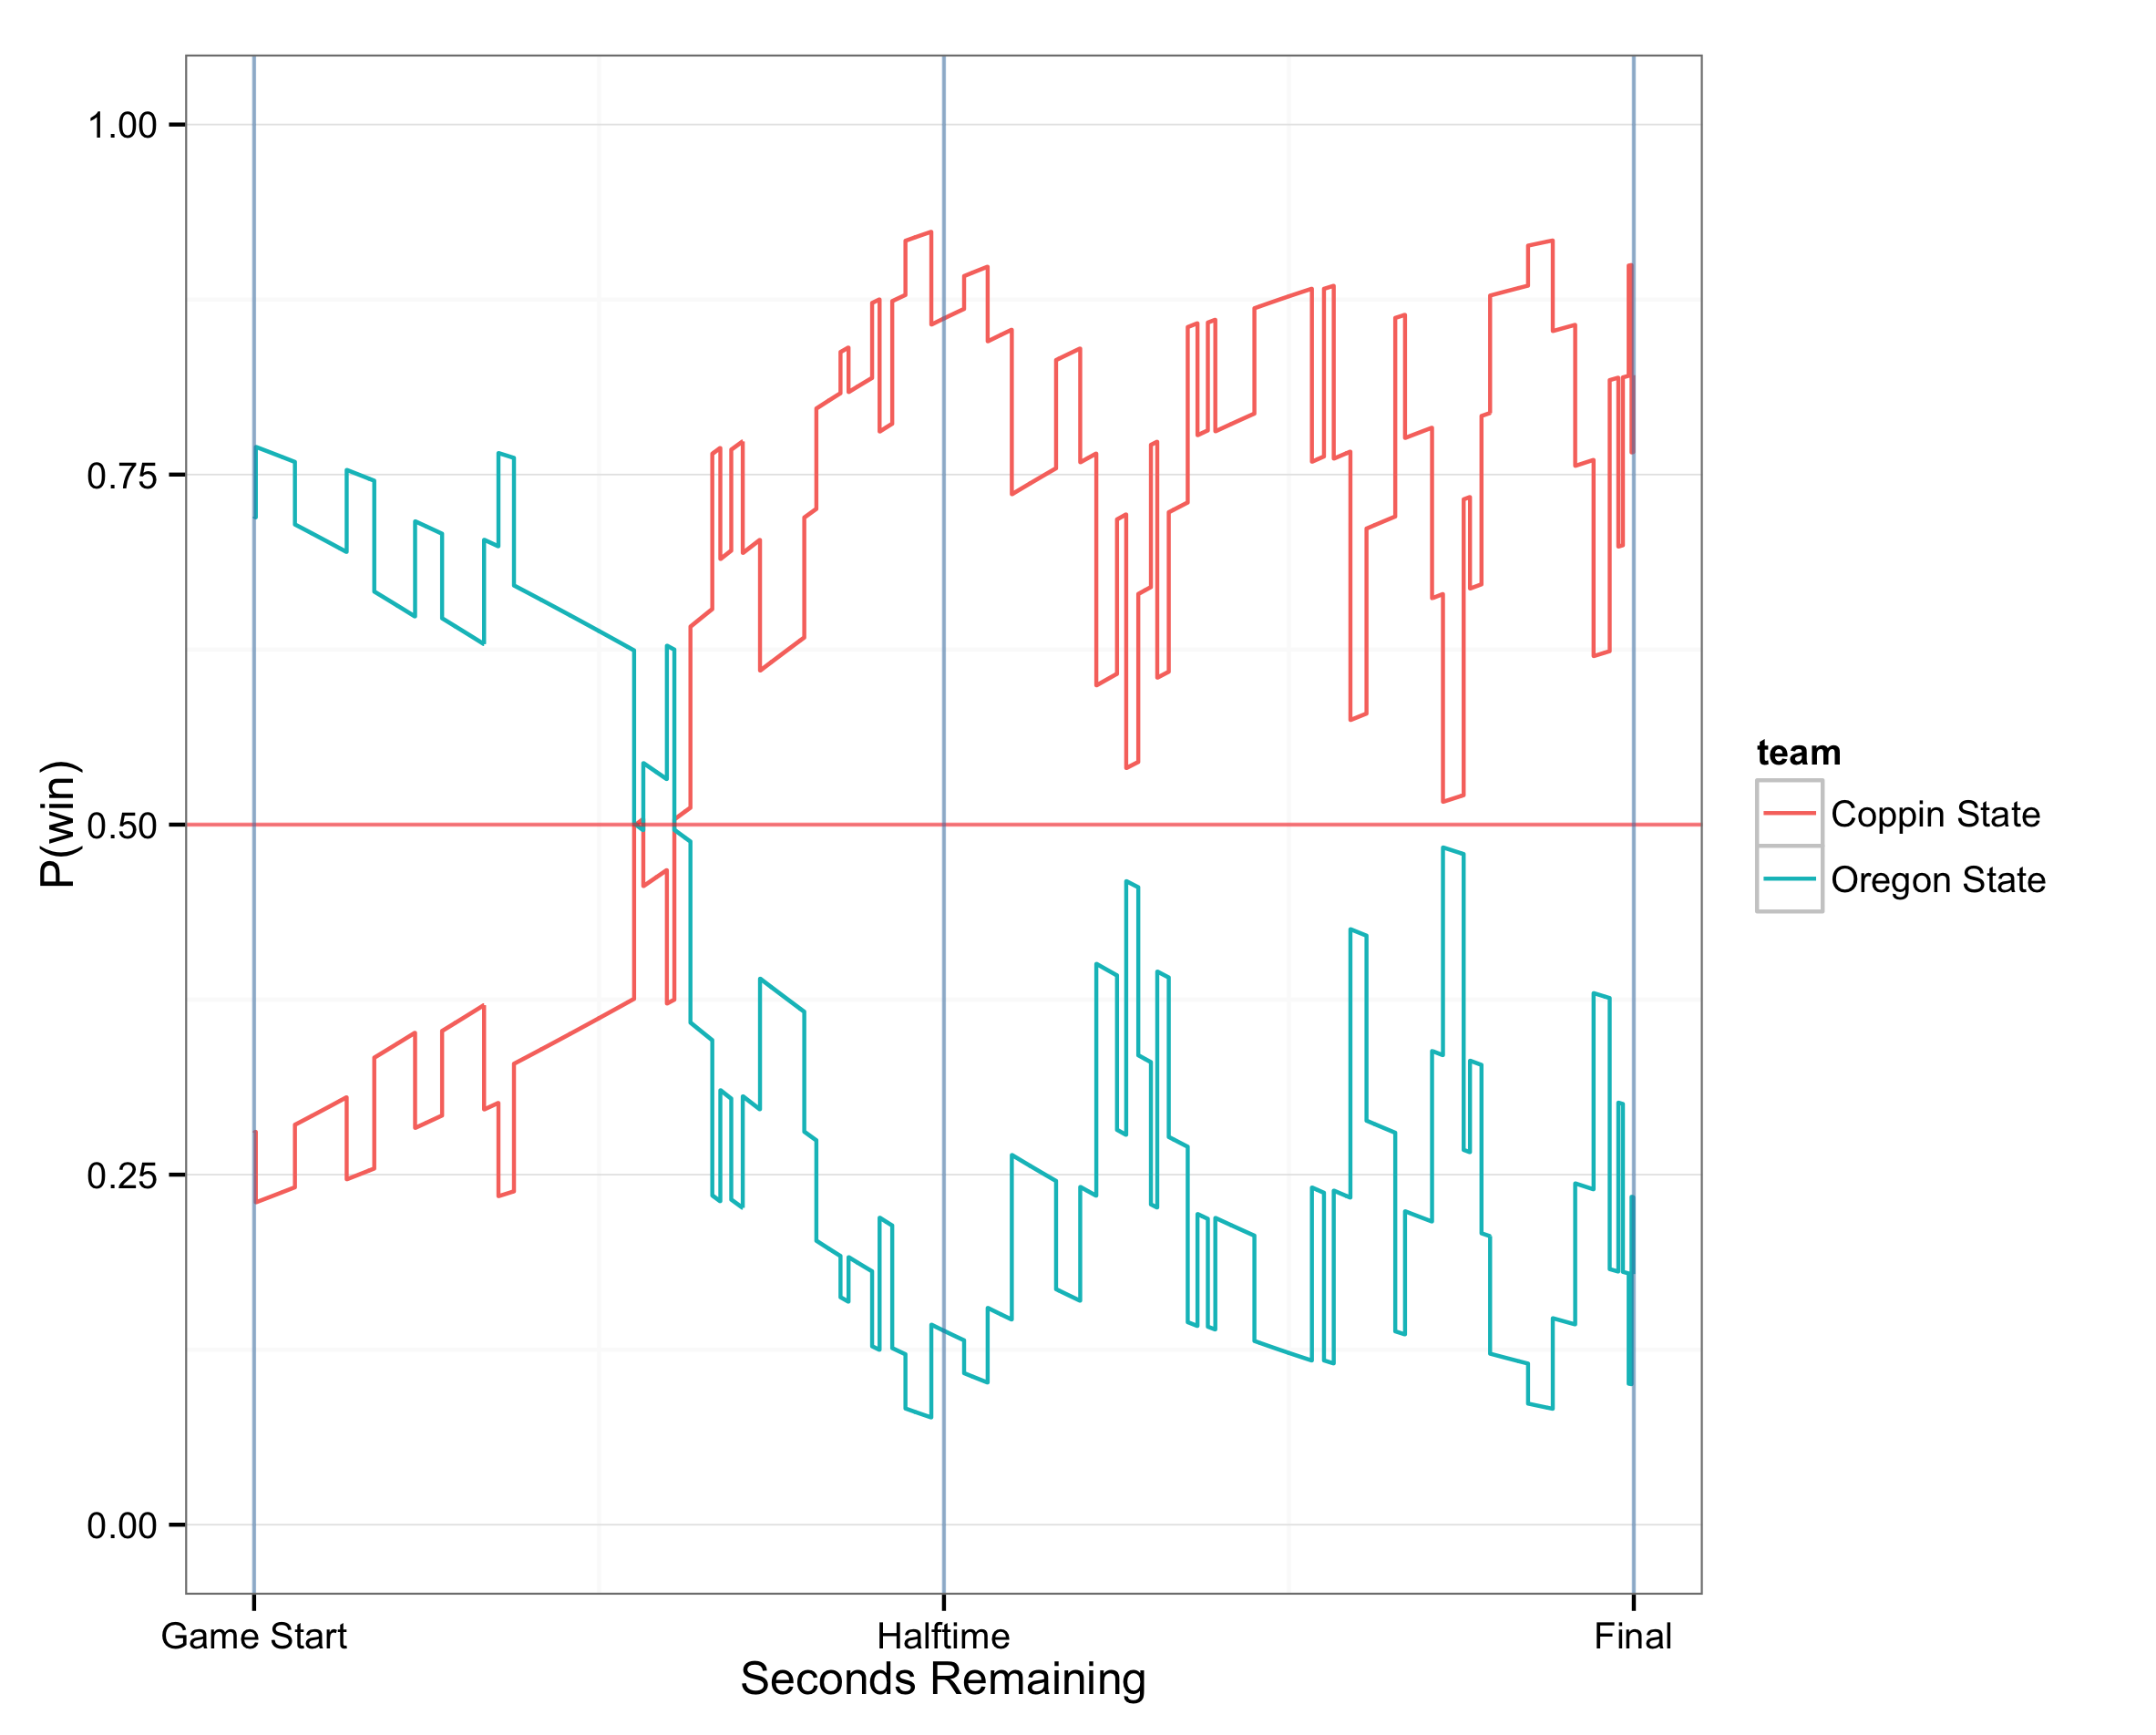 1.00
0.75
0.50
0.25
0.00
P(win)
Game Start
Halftime
Final
Seconds Remaining
team
Coppin State
Oregon State